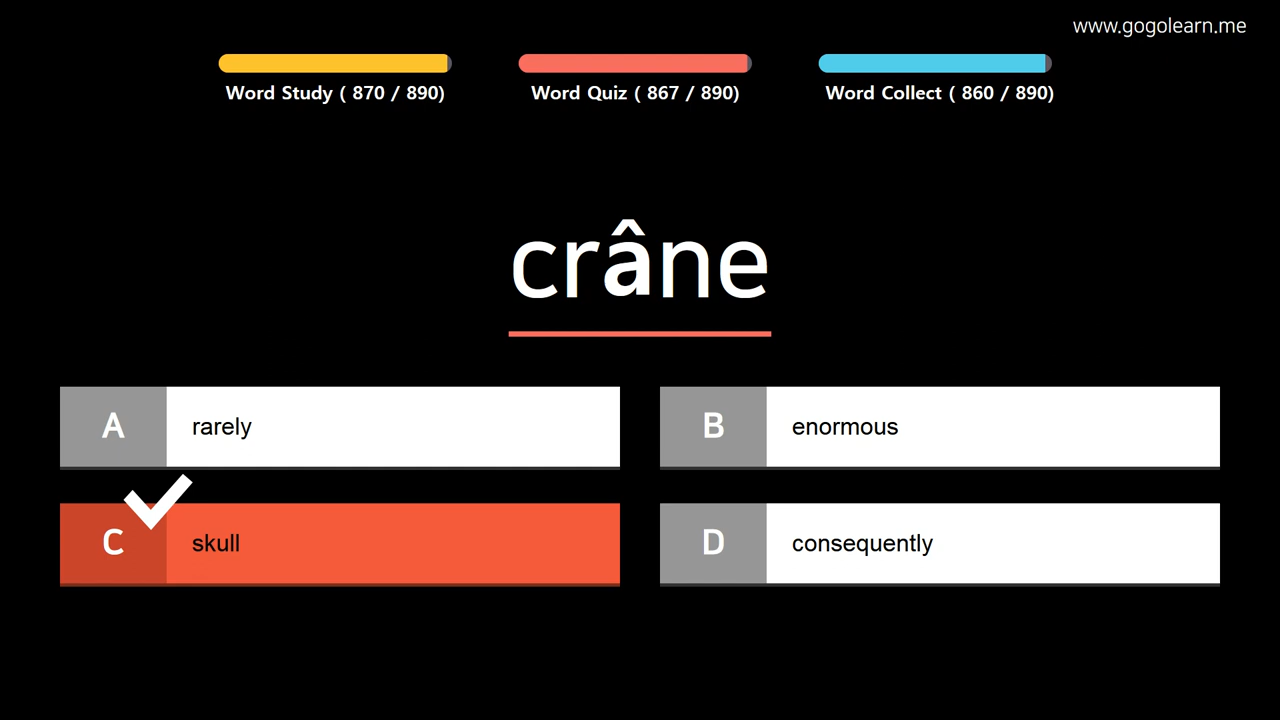 www.gogolearn.me
Word Study ( 870 / 890)
Word Quiz ( 867 / 890)
Word Collect ( 860 / 890)
crâne
A rarely
B enormous
C skull
D consequently